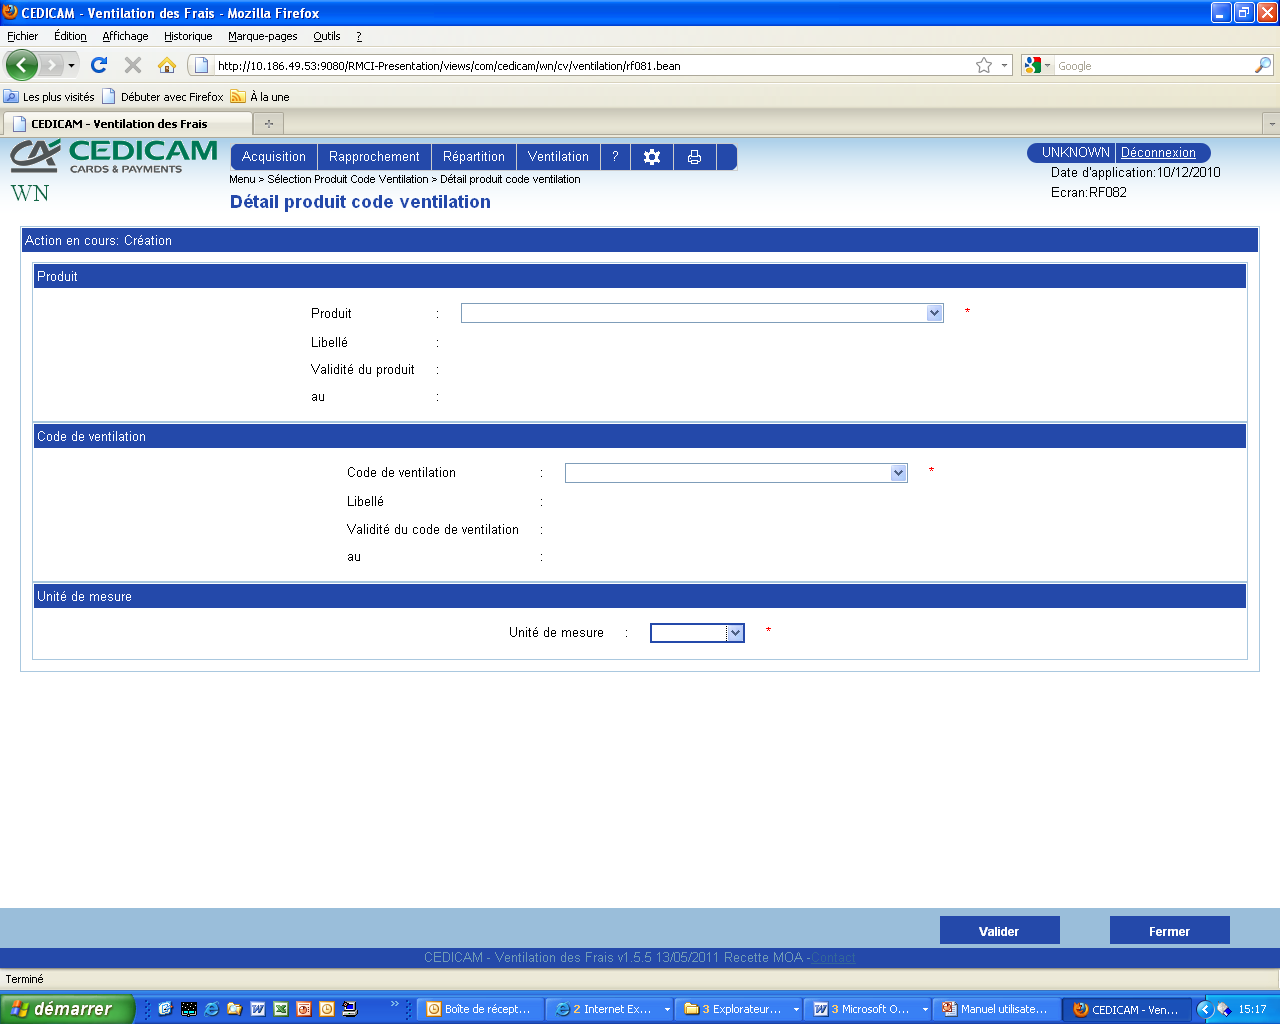 CEDICAM - Ventilation des Frais - Mozilla Firefox
Fichier Édition Affichage Historique Marque-pages Outils ?
http://10.186.49.53:9080/RMCI-Presentation/views/com/cedicam/wn/cv/ventilation/rf081.bean
Google
Les plus visités Débuter avec Firefox À la une
CEDICAM - Ventilation des Frais
CA CEDICAM
CARDS & PAYMENTS
WN
Acquisition Rapprochement Répartition Ventilation ?
UNKNOWN Déconnexion
Menu > Sélection Produit Code Ventilation > Détail produit code ventilation
Date d'application:10/12/2010
Ecran:RF082
Détail produit code ventilation
Action en cours: Création
Produit
Produit : *
Libellé :
Validité du produit :
au :
Code de ventilation
Code de ventilation : *
Libellé :
Validité du code de ventilation :
au :
Unité de mesure
Unité de mesure : *
Valider Fermer
CEDICAM - Ventilation des Frais v1.5.5 13/05/2011 Recette MOA -Contact
Terminé
démarrer » Boîte de récept... 2 Internet Ex... 3 Explorateur... 3 Microsoft O... Manuel utilisate... CEDICAM - Ven... 15:17